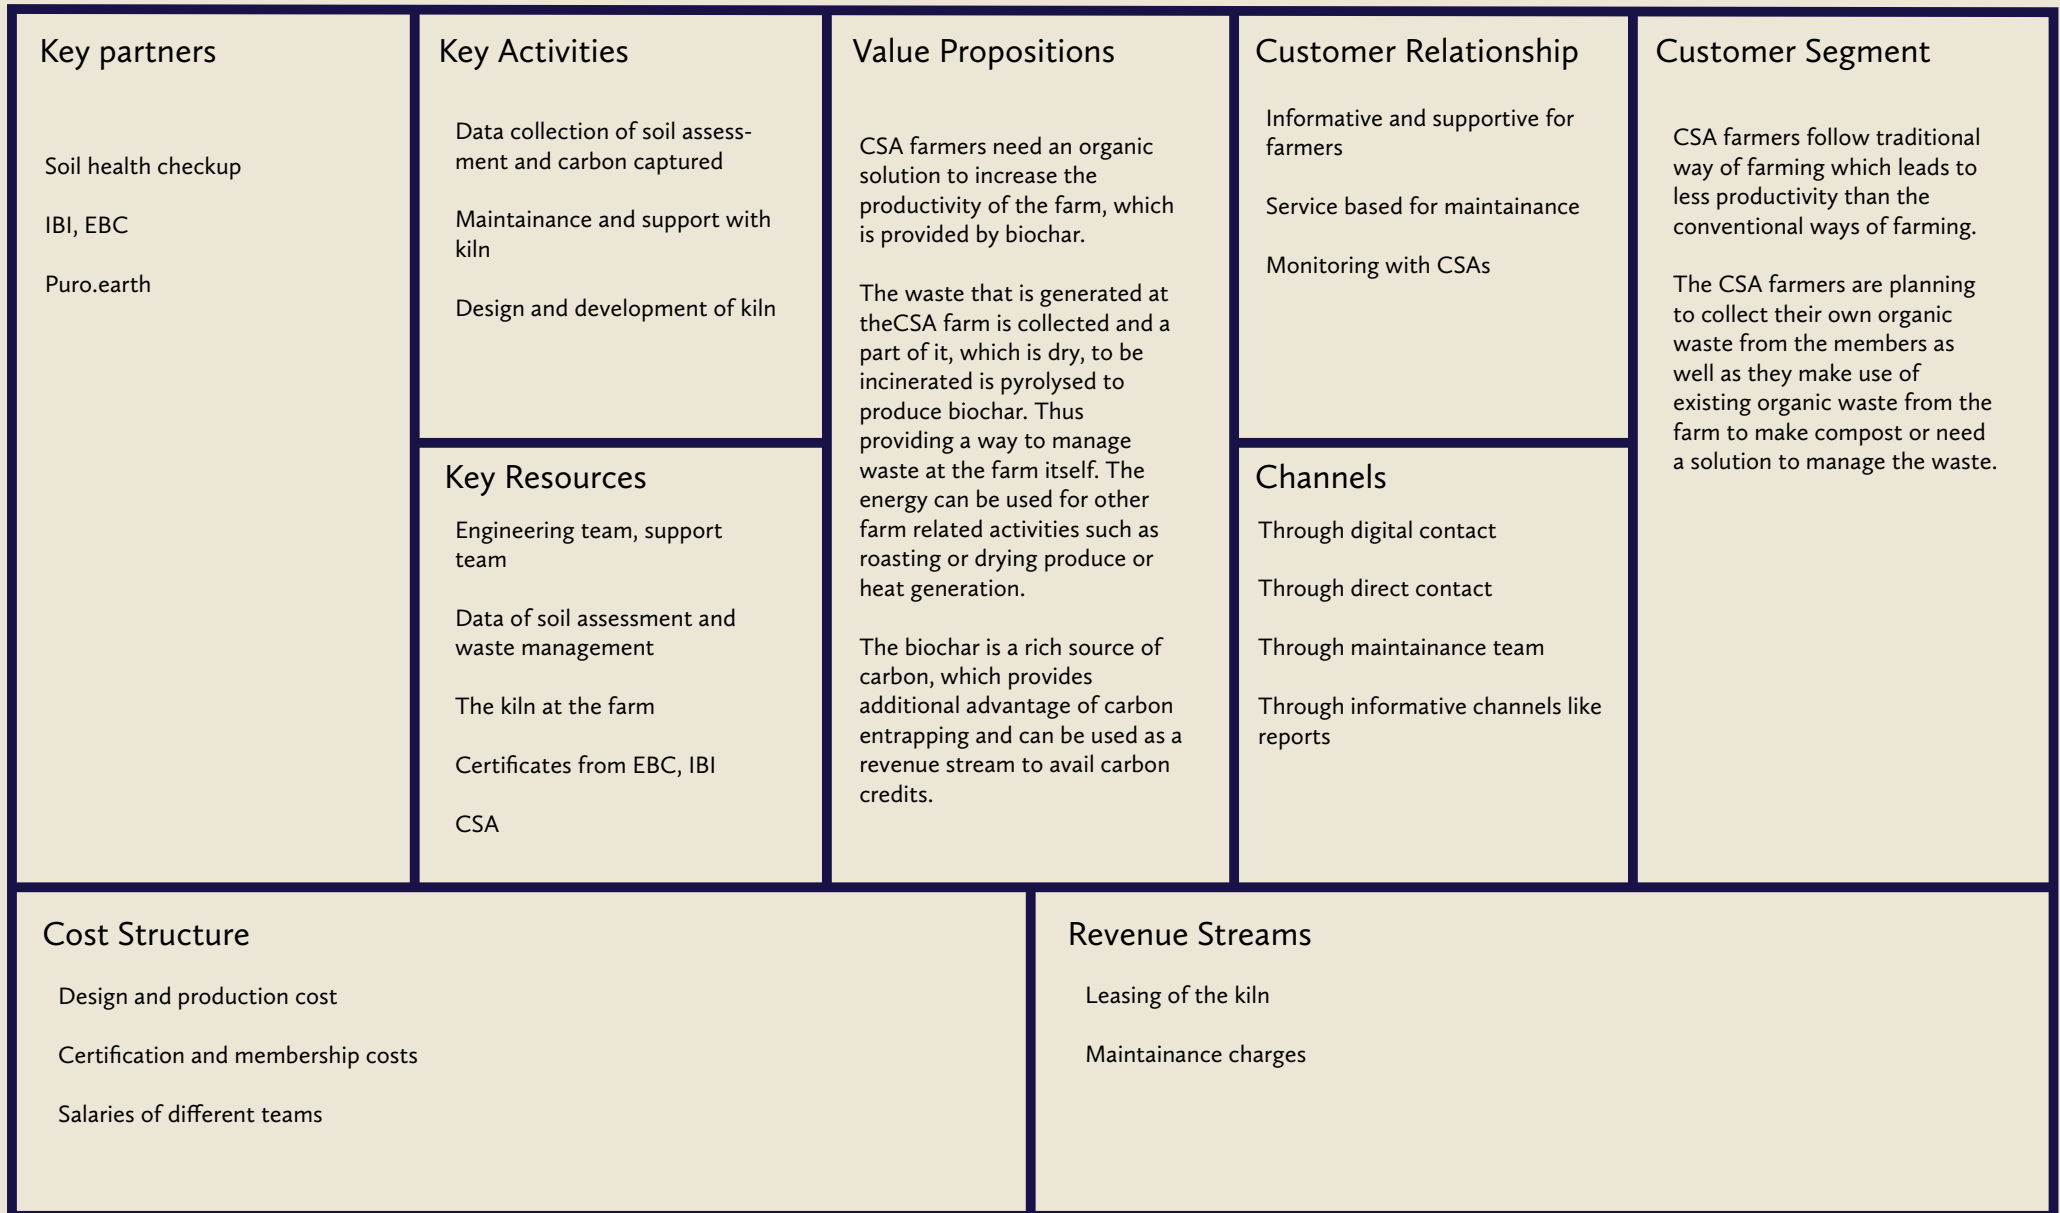 Key partners
Soil health checkup
IBI, EBC
Puro.earth
Key Activities
Data collection of soil assess-
ment and carbon captured
Maintainance and support with
kiln
Design and development of kiln
Key Resources
Engineering team, support
team
Data of soil assessment and
waste management
The kiln at the farm
Certificates from EBC, IBI
CSA
Value Propositions
CSA farmers need an organic
solution to increase the
productivity of the farm, which
is provided by biochar.
The waste that is generated at
theCSA farm is collected and a
part of it, which is dry, to be
incinerated is pyrolysed to
produce biochar. Thus
providing a way to manage
waste at the farm itself. The
energy can be used for other
farm related activities such as
roasting or drying produce or
heat generation.
The biochar is a rich source of
carbon, which provides
additional advantage of carbon
entrapping and can be used as a
revenue stream to avail carbon
credits.
Customer Relationship
Informative and supportive for
farmers
Service based for maintainance
Monitoring with CSAs
Channels
Through digital contact
Through direct contact
Through maintainance team
Through informative channels like
reports
Customer Segment
CSA farmers follow traditional
way of farming which leads to
less productivity than the
conventional ways of farming.
The CSA farmers are planning
to collect their own organic
waste from the members as
well as they make use of
existing organic waste from the
farm to make compost or need
a solution to manage the waste.
Cost Structure
Design and production cost
Certification and membership costs
Salaries of different teams
Revenue Streams
Leasing of the kiln
Maintainance charges